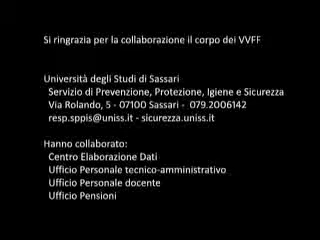 Si ringrazia per la collaborazione il corpo dei VVFF
Università degli Studi di Sassari
Servizio di Prevenzione, Protezione, Igiene e Sicurezza
Via Rolando, 5 - 07100 Sassari - 079.2006142
resp.sppis@uniss.it - sicurezza.uniss.it
Hanno collaborato:
Centro Elaborazione Dati
Ufficio Personale tecnico-amministrativo
Ufficio Personale docente
Ufficio Pensioni